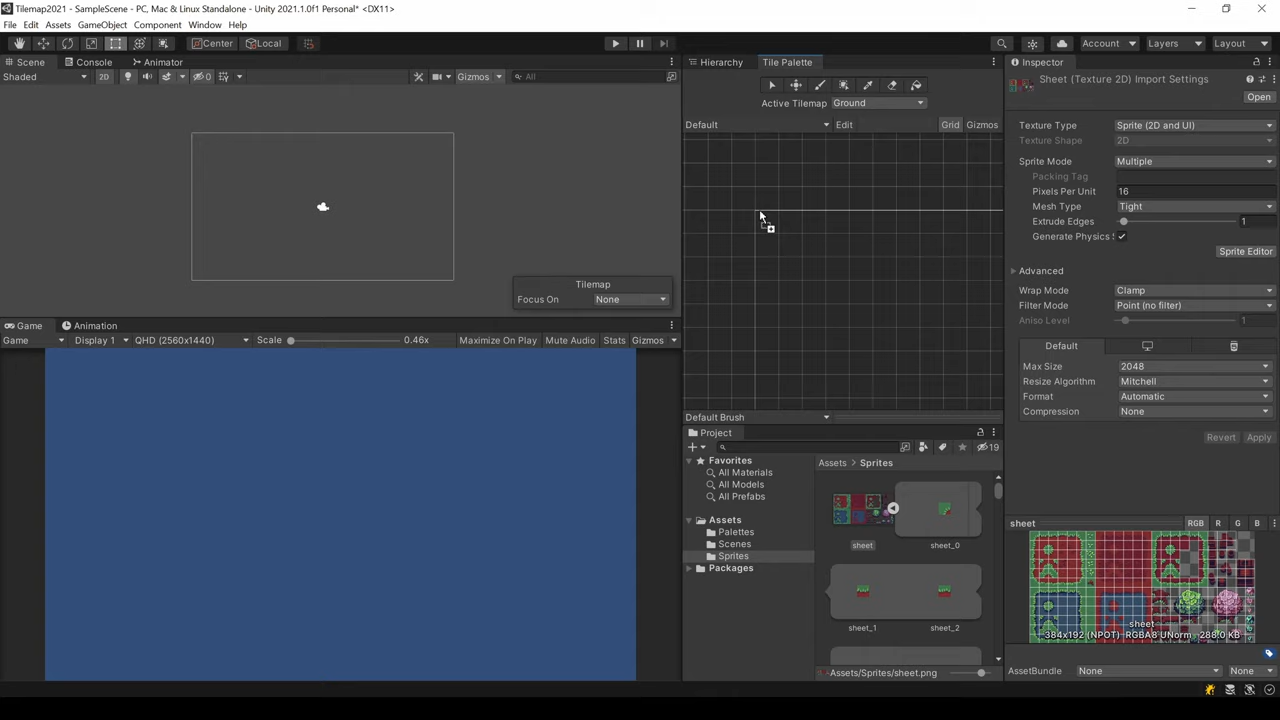 Tilemap2021 - SampleScene - PC, Mac & Linux Standalone - Unity 2021.1.0f1 Personal* <DX11>
File Edit Assets GameObject Component Window Help
Center Local Account Layers Layout
Scene Console Animator
Shaded 2D 0 Gizmos All
Tilemap
Focus On None
Game Animation
Game Display 1 QHD (2560x1440) Scale 0.46x Maximize On Play Mute Audio Stats Gizmos
Hierarchy Tile Palette
Active Tilemap Ground
Default Edit Grid Gizmos
Default Brush
Project
19
Favorites
All Materials
All Models
All Prefabs
Assets
Palettes
Scenes
Sprites
Packages
Assets > Sprites
sheet sheet_0
sheet_1 sheet_2
Assets/Sprites/sheet.png
Inspector
Sheet (Texture 2D) Import Settings
Open
Texture Type Sprite (2D and UI)
Texture Shape 2D
Sprite Mode Multiple
Packing Tag
Pixels Per Unit 16
Mesh Type Tight
Extrude Edges 1
Generate Physics S
Sprite Editor
Advanced
Wrap Mode Clamp
Filter Mode Point (no filter)
Aniso Level 1
Default
Max Size 2048
Resize Algorithm Mitchell
Format Automatic
Compression None
Revert Apply
sheet RGB R G B
sheet
384x192 (NPOT) RGBA8 UNorm 288.0 KB
AssetBundle None None